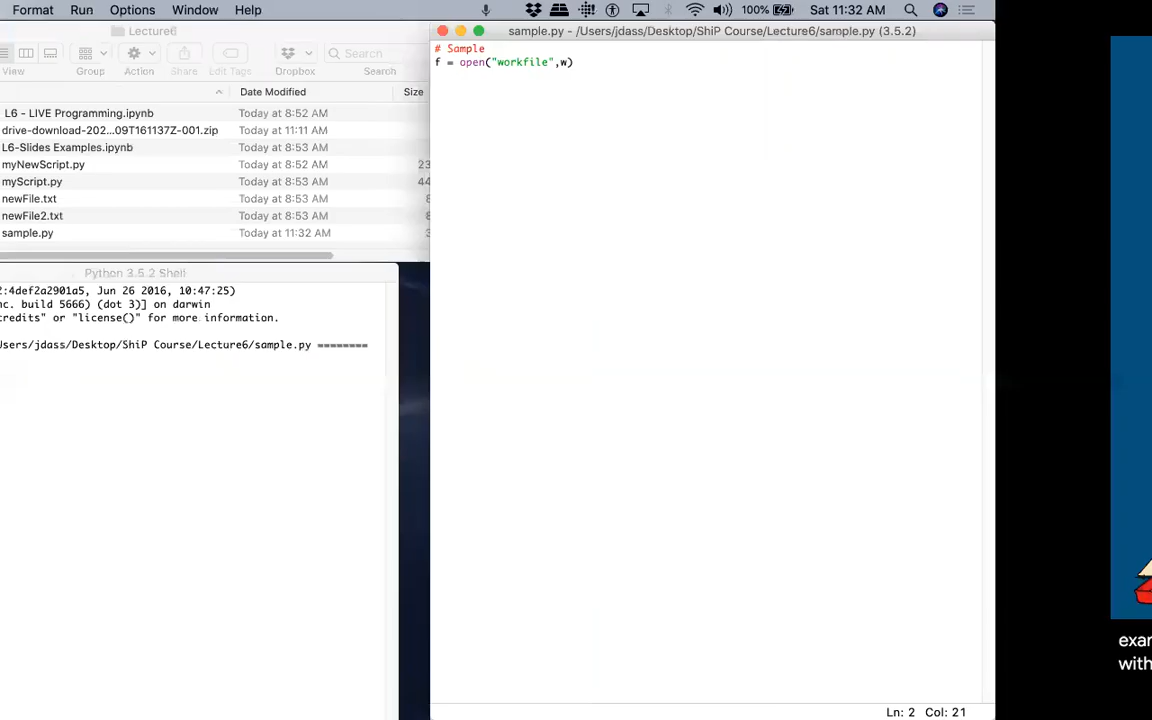 Format Run Options Window Help 100% Sat 11:32 AM
Lecture6
sample.py - /Users/jdass/Desktop/ShiP Course/Lecture6/sample.py (3.5.2)
Search
View Group Action Share Edit Tags Dropbox Search
Date Modified Size
L6 - LIVE Programming.ipynb Today at 8:52 AM
drive-download-202...09T161137Z-001.zip Today at 11:11 AM
L6-Slides Examples.ipynb Today at 8:53 AM
myNewScript.py Today at 8:52 AM 23
myScript.py Today at 8:53 AM 44
newFile.txt Today at 8:53 AM
newFile2.txt Today at 8:53 AM
sample.py Today at 11:32 AM
# Sample
f = open("workfile",w)
Python 3.5.2 Shell
2:4def2a2901a5, Jun 26 2016, 10:47:25)
nc. build 5666) (dot 3)] on darwin
credits" or "license()" for more information.
Users/jdass/Desktop/ShiP Course/Lecture6/sample.py ========
Ln: 2 Col: 21
exar
with